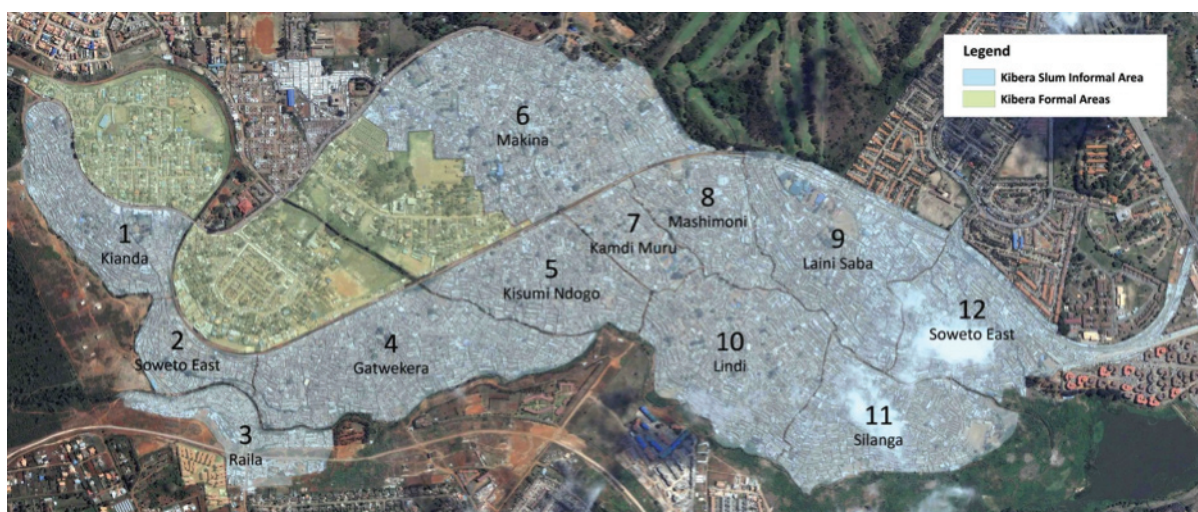 Legend
Kibera Slum Informal Area
Kibera Formal Areas
6
Makina
8
Mashimoni
7
Kamdi Muru
1
Kianda
9
Laini Saba
5
Kisumi Ndogo
12
Soweto East
2
Soweto East
4
Gatwekera
10
Lindi
11
Silanga
3
Raila